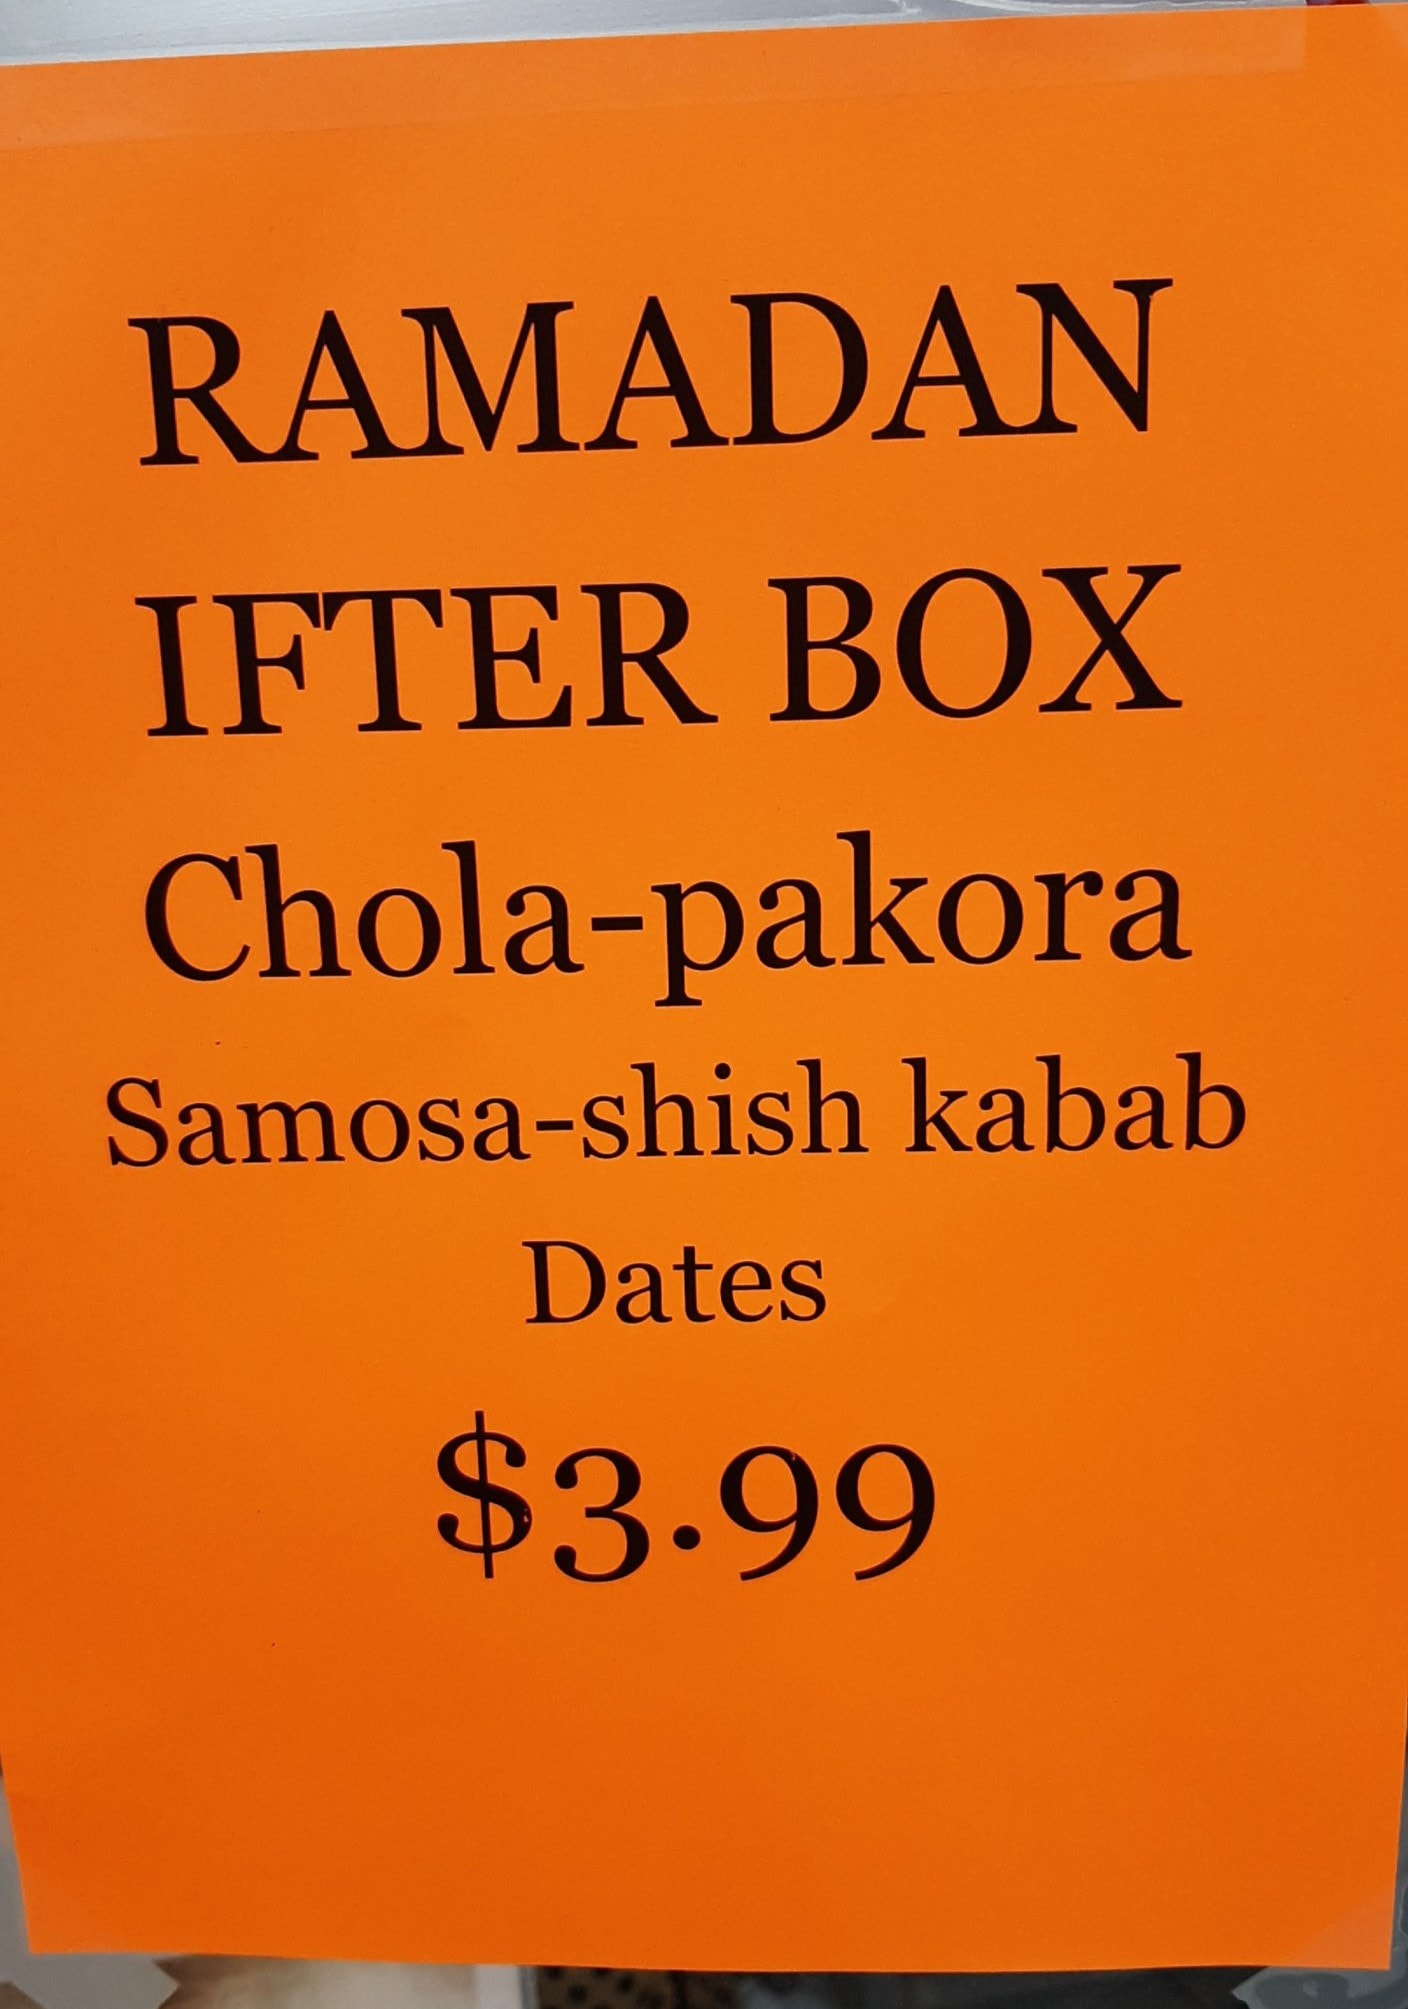 RAMADAN
IFTER BOX
Chola-pakora
Samosa-shish kabab
Dates
$3.99